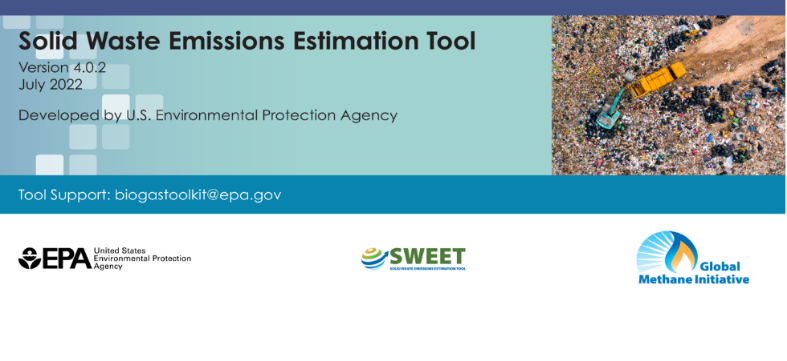 Solid Waste Emissions Estimation Tool
Version 4.0.2
July 2022
Developed by U.S. Environmental Protection Agency
Tool Support: biogastoolkit@epa.gov
EPA
United States
Environmental Protection
Agency
SWEET
SOLID WASTE EMISSIONS ESTIMATION TOOL
Global
Methane Initiative